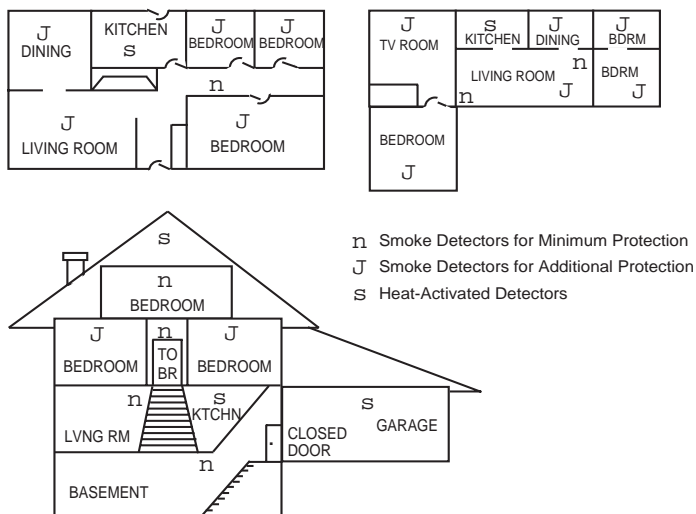 J
DINING
KITCHEN
s
J
BEDROOM
J
BEDROOM
n
J
LIVING ROOM
J
BEDROOM
J
TV ROOM
s
KITCHEN
J
DINING
J
BDRM
n
LIVING ROOM
BDRM
n
J
J
BEDROOM
J
n Smoke Detectors for Minimum Protection
J Smoke Detectors for Additional Protection
s Heat-Activated Detectors
s
n
BEDROOM
J
BEDROOM
n
TO
BR
J
BEDROOM
n
LVNG RM
s
KTCHN
s
GARAGE
CLOSED
DOOR
n
BASEMENT